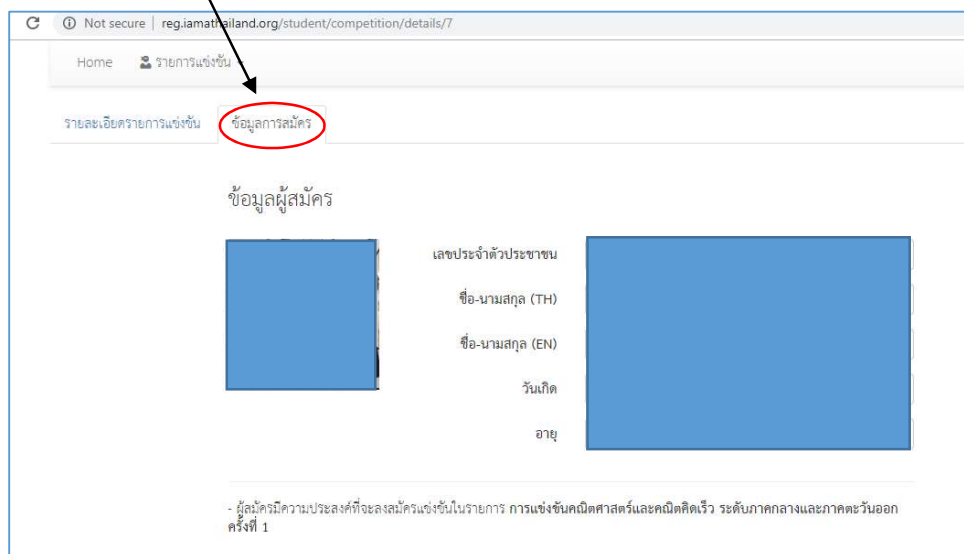 Not secure | reg.iamathailand.org/student/competition/details/7
Home รายการแข่งขัน
รายละเอียดรายการแข่งขัน ข้อมูลการสมัคร
ข้อมูลผู้สมัคร
เลขประจำตัวประชาชน
ชื่อ-นามสกุล (TH)
ชื่อ-นามสกุล (EN)
วันเกิด
อายุ
- ผู้สมัครมีความประสงค์ที่จะลงสมัครแข่งขันในรายการ การแข่งขันคณิตศาสตร์และคณิตคิดเร็ว ระดับภาคกลางและภาคตะวันออก
ครั้งที่ 1